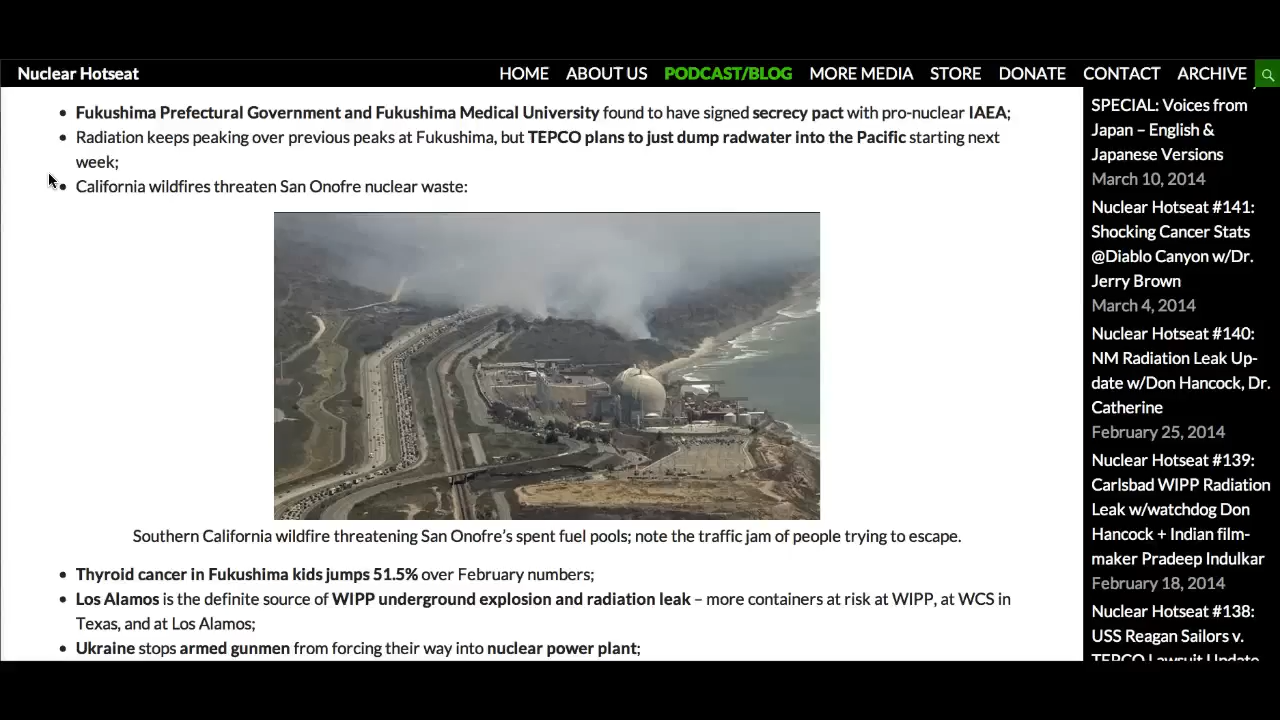 Nuclear Hotseat
HOME ABOUT US PODCAST/BLOG MORE MEDIA STORE DONATE CONTACT ARCHIVE
• Fukushima Prefectural Government and Fukushima Medical University found to have signed secrecy pact with pro-nuclear IAEA;
• Radiation keeps peaking over previous peaks at Fukushima, but TEPCO plans to just dump radwater into the Pacific starting next
week;
• California wildfires threaten San Onofre nuclear waste:
Southern California wildfire threatening San Onofre's spent fuel pools; note the traffic jam of people trying to escape.
• Thyroid cancer in Fukushima kids jumps 51.5% over February numbers;
• Los Alamos is the definite source of WIPP underground explosion and radiation leak – more containers at risk at WIPP, at WCS in
Texas, and at Los Alamos;
• Ukraine stops armed gunmen from forcing their way into nuclear power plant;
SPECIAL: Voices from
Japan – English &
Japanese Versions
March 10, 2014
Nuclear Hotseat #141:
Shocking Cancer Stats
@Diablo Canyon w/Dr.
Jerry Brown
March 4, 2014
Nuclear Hotseat #140:
NM Radiation Leak Up-
date w/Don Hancock, Dr.
Catherine
February 25, 2014
Nuclear Hotseat #139:
Carlsbad WIPP Radiation
Leak w/watchdog Don
Hancock + Indian film-
maker Pradeep Indulkar
February 18, 2014
Nuclear Hotseat #138:
USS Reagan Sailors v.
TEPCO Lawsuit Update